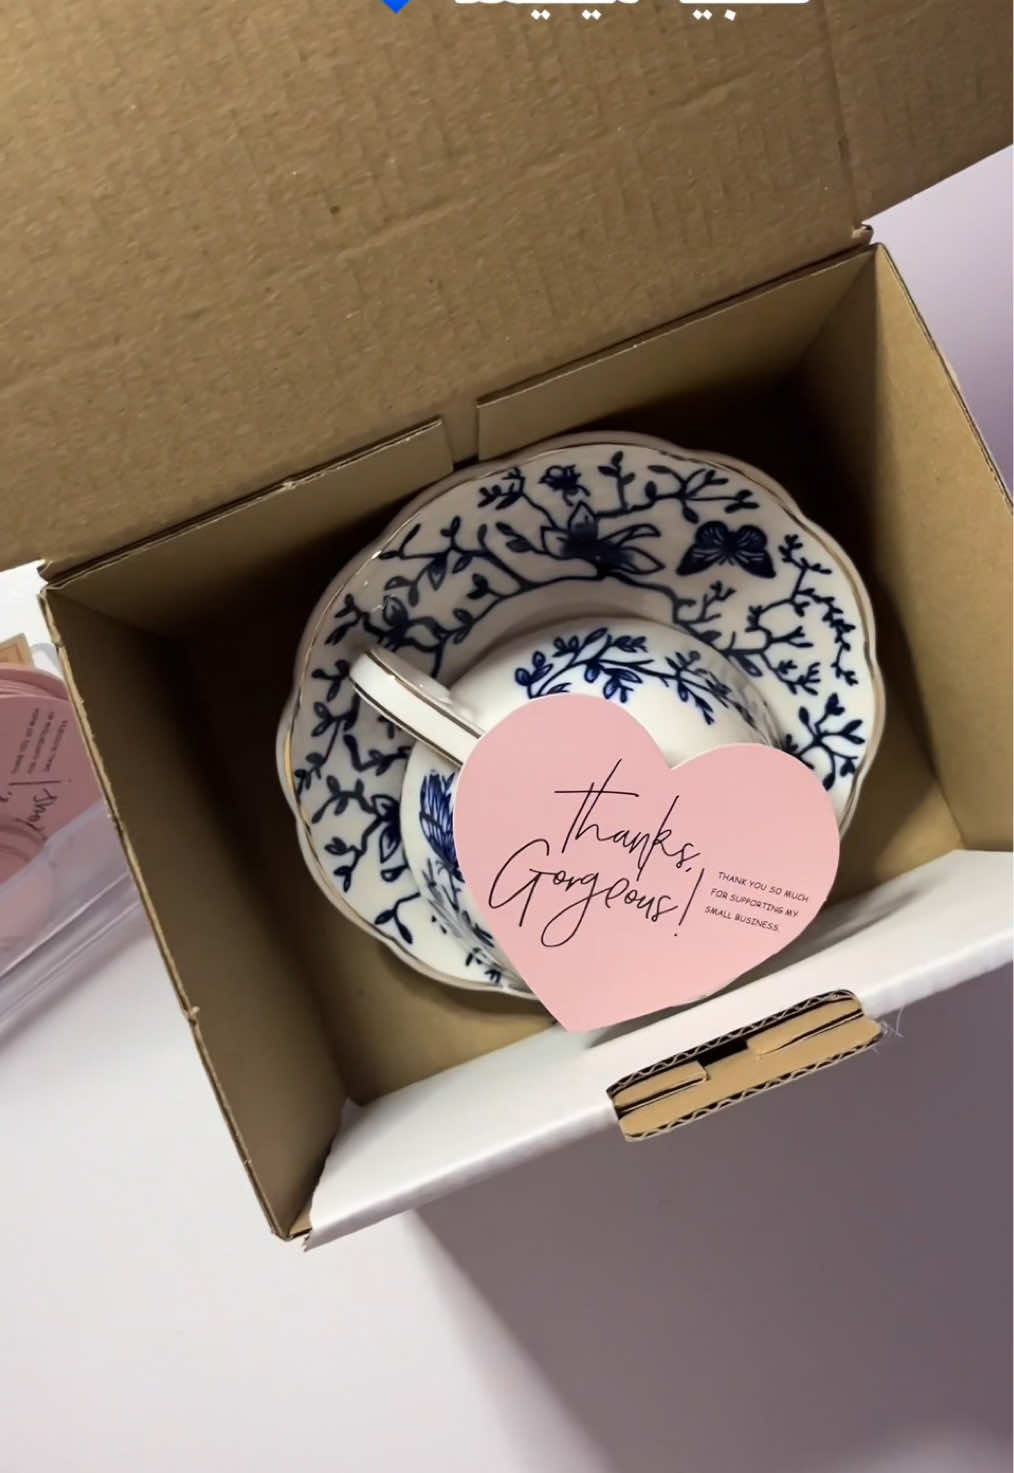 thanks,
Gorgeous!
THANK YOU SO MUCH
FOR SUPPORTING MY
SMALL BUSINESS.